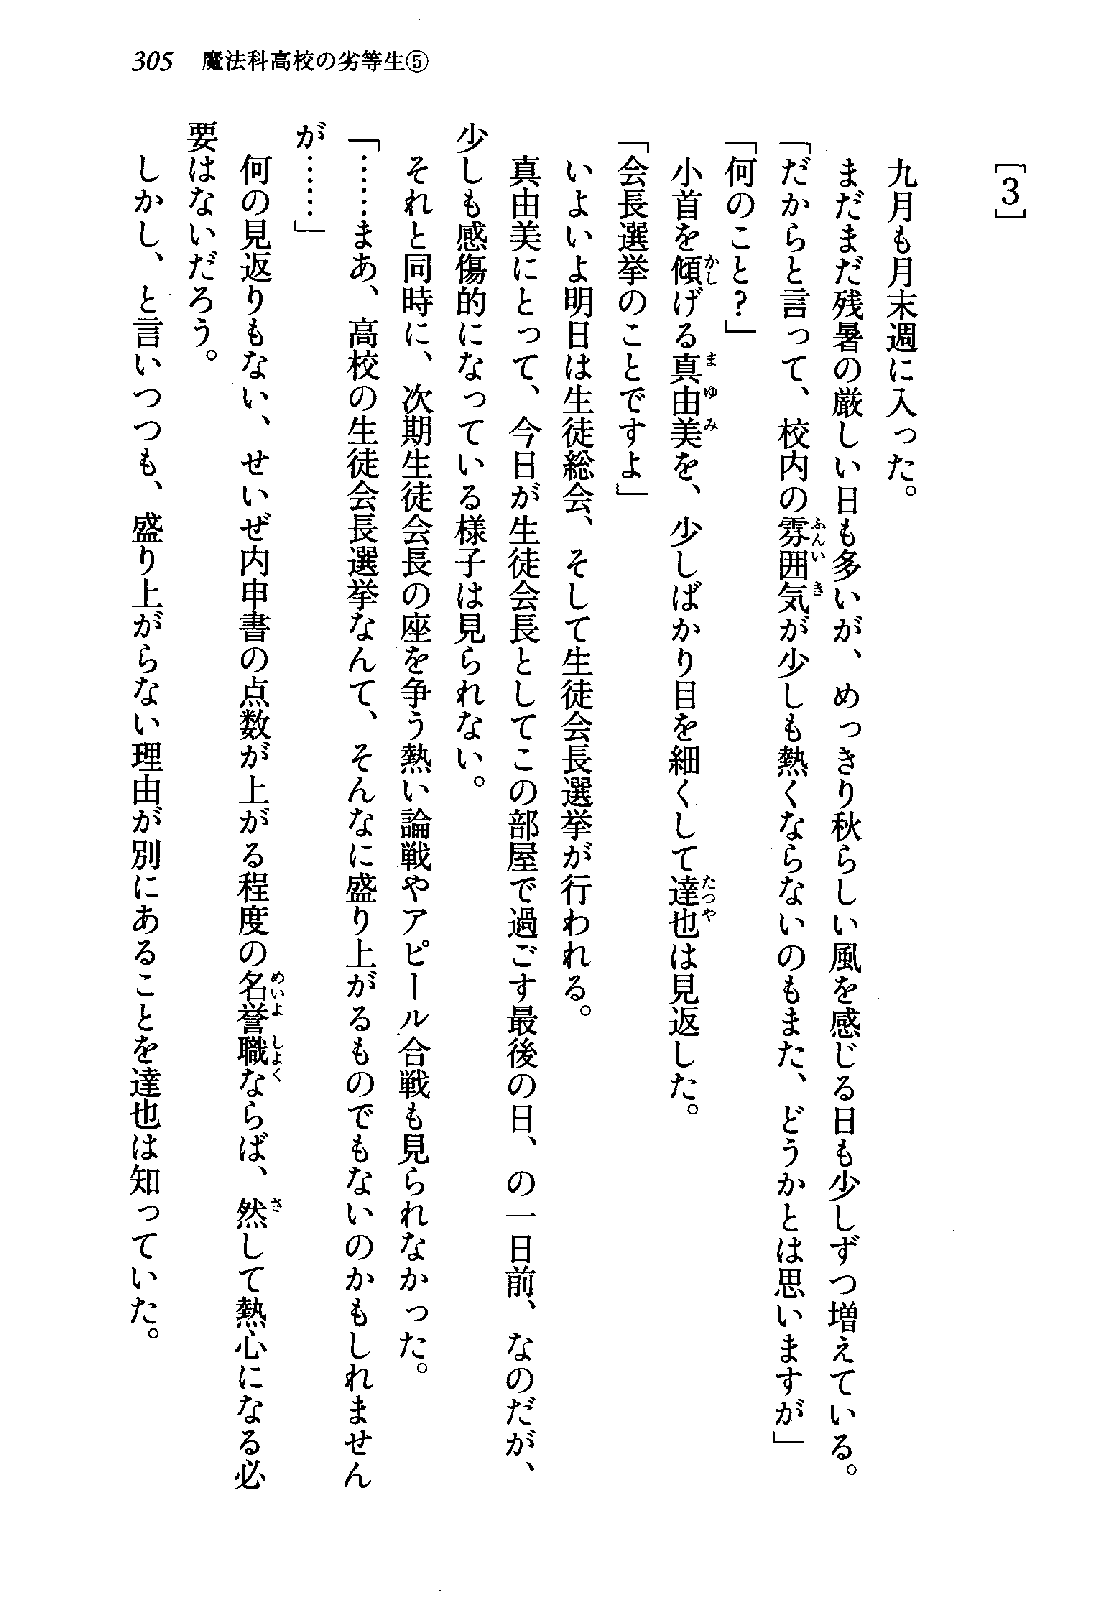 305 魔法科高校の劣等生⑤
［3］
九月も月末週に入った。
まだまだ残暑の厳しい日も多いが、めっきり秋らしい風を感じる日も少しずつ増えている。
「だからと言って、校内の雰囲気が少しも熱くならないのもまた、どうかとは思いますが」
「何のこと？」
小首を傾げる真由美を、少しばかり目を細くして達也は見返した。
「会長選挙のことですよ」
いよいよ明日は生徒総会、そして生徒会長選挙が行われる。
真由美にとって、今日が生徒会長としてこの部屋で過ごす最後の日、の一日前、なのだが、
少しも感傷的になっている様子は見られない。
それと同時に、次期生徒会長の座を争う熱い論戦やアピール合戦も見られなかった。
「……まあ、高校の生徒会長選挙なんて、そんなに盛り上がるものでもないのかもしれません
が……」
何の見返りもない、せいぜ内申書の点数が上がる程度の名誉職ならば、然して熱心になる必
要はないだろう。
しかし、と言いつつも、盛り上がらない理由が別にあることを達也は知っていた。